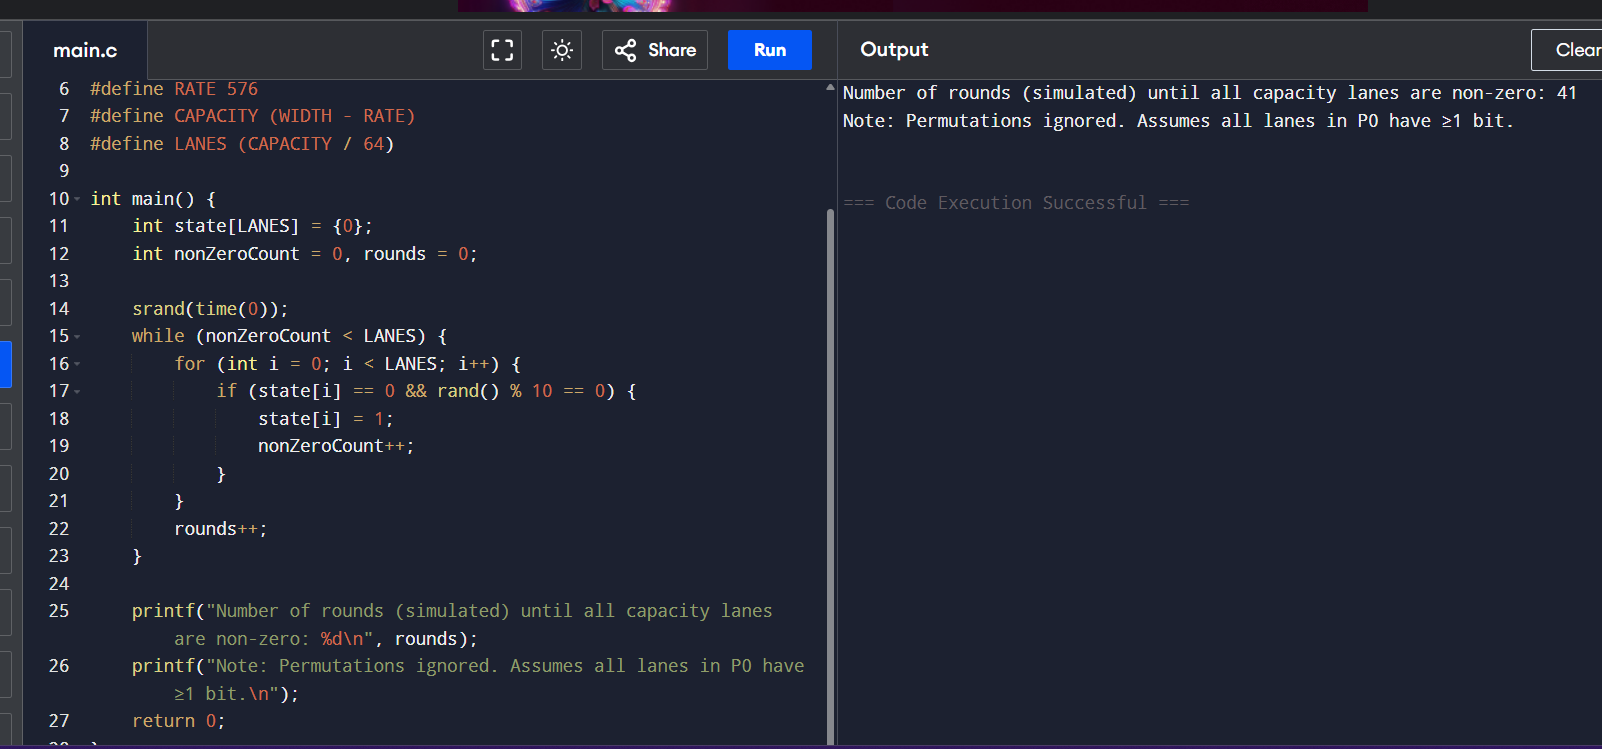 main.c
Share
Run
Output
Clear
6 #define RATE 576
7 #define CAPACITY (WIDTH - RATE)
8 #define LANES (CAPACITY / 64)
9
10 int main() {
11     int state[LANES] = {0};
12     int nonZeroCount = 0, rounds = 0;
13
14     srand(time(0));
15     while (nonZeroCount < LANES) {
16         for (int i = 0; i < LANES; i++) {
17             if (state[i] == 0 && rand() % 10 == 0) {
18                 state[i] = 1;
19                 nonZeroCount++;
20             }
21         }
22         rounds++;
23     }
24
25     printf("Number of rounds (simulated) until all capacity lanes
        are non-zero: %d\n", rounds);
26     printf("Note: Permutations ignored. Assumes all lanes in P0 have
        ≥1 bit.\n");
27     return 0;
Number of rounds (simulated) until all capacity lanes are non-zero: 41
Note: Permutations ignored. Assumes all lanes in P0 have ≥1 bit.
=== Code Execution Successful ===